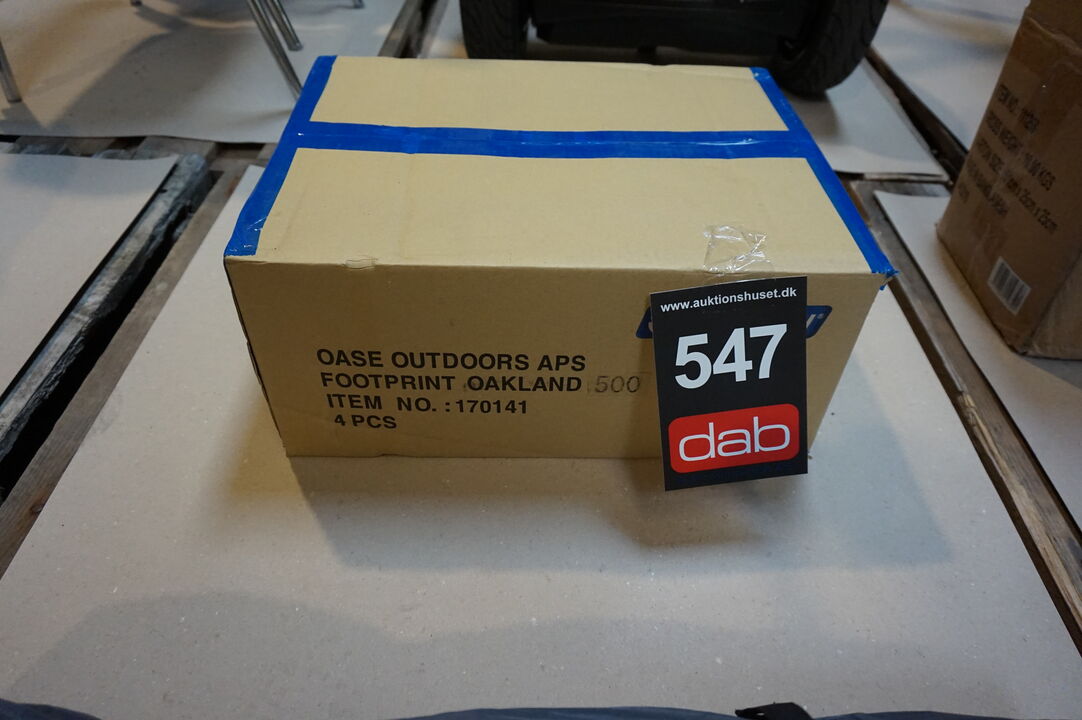 www.auktionshuset.dk
547
dab
OASE OUTDOORS APS
FOOTPRINT OAKLAND 500
ITEM NO.: 170141
4 PCS